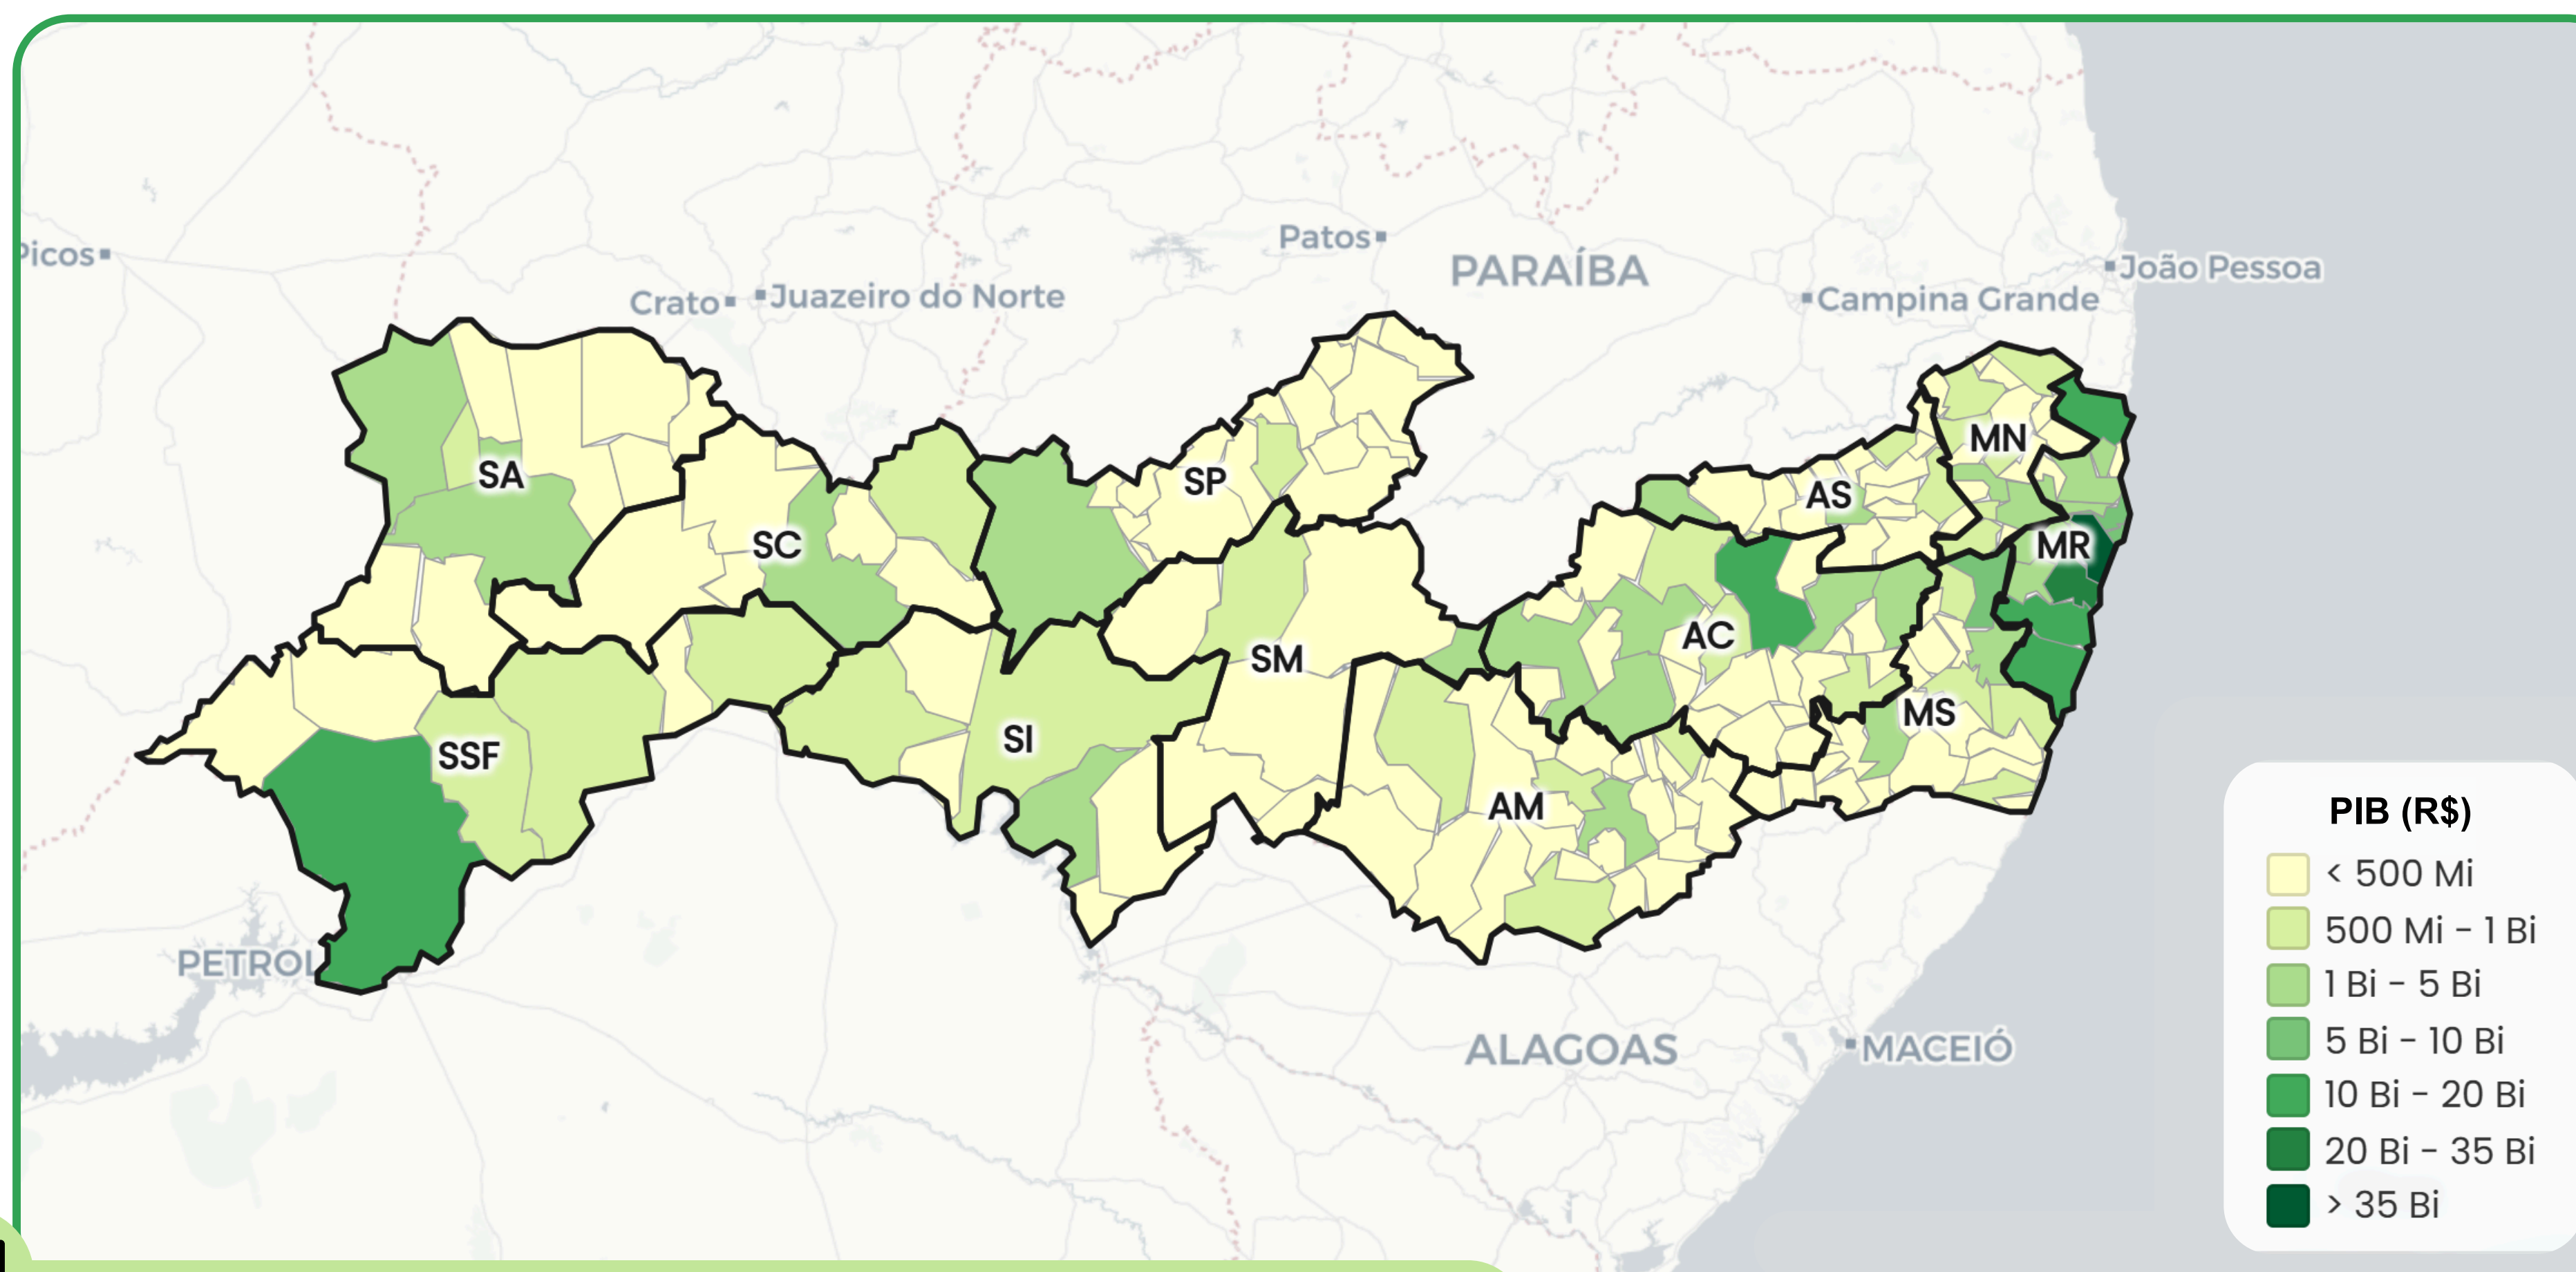 Picos
Crato
Juazeiro do Norte
Patos
PARAÍBA
João Pessoa
Campina Grande
SA
SC
SP
AS
MN
MR
SM
AC
MS
SSF
SI
AM
PETROL
ALAGOAS
MACEIÓ
PIB (R$)
< 500 Mi
500 Mi - 1 Bi
1 Bi - 5 Bi
5 Bi - 10 Bi
10 Bi - 20 Bi
20 Bi - 35 Bi
> 35 Bi